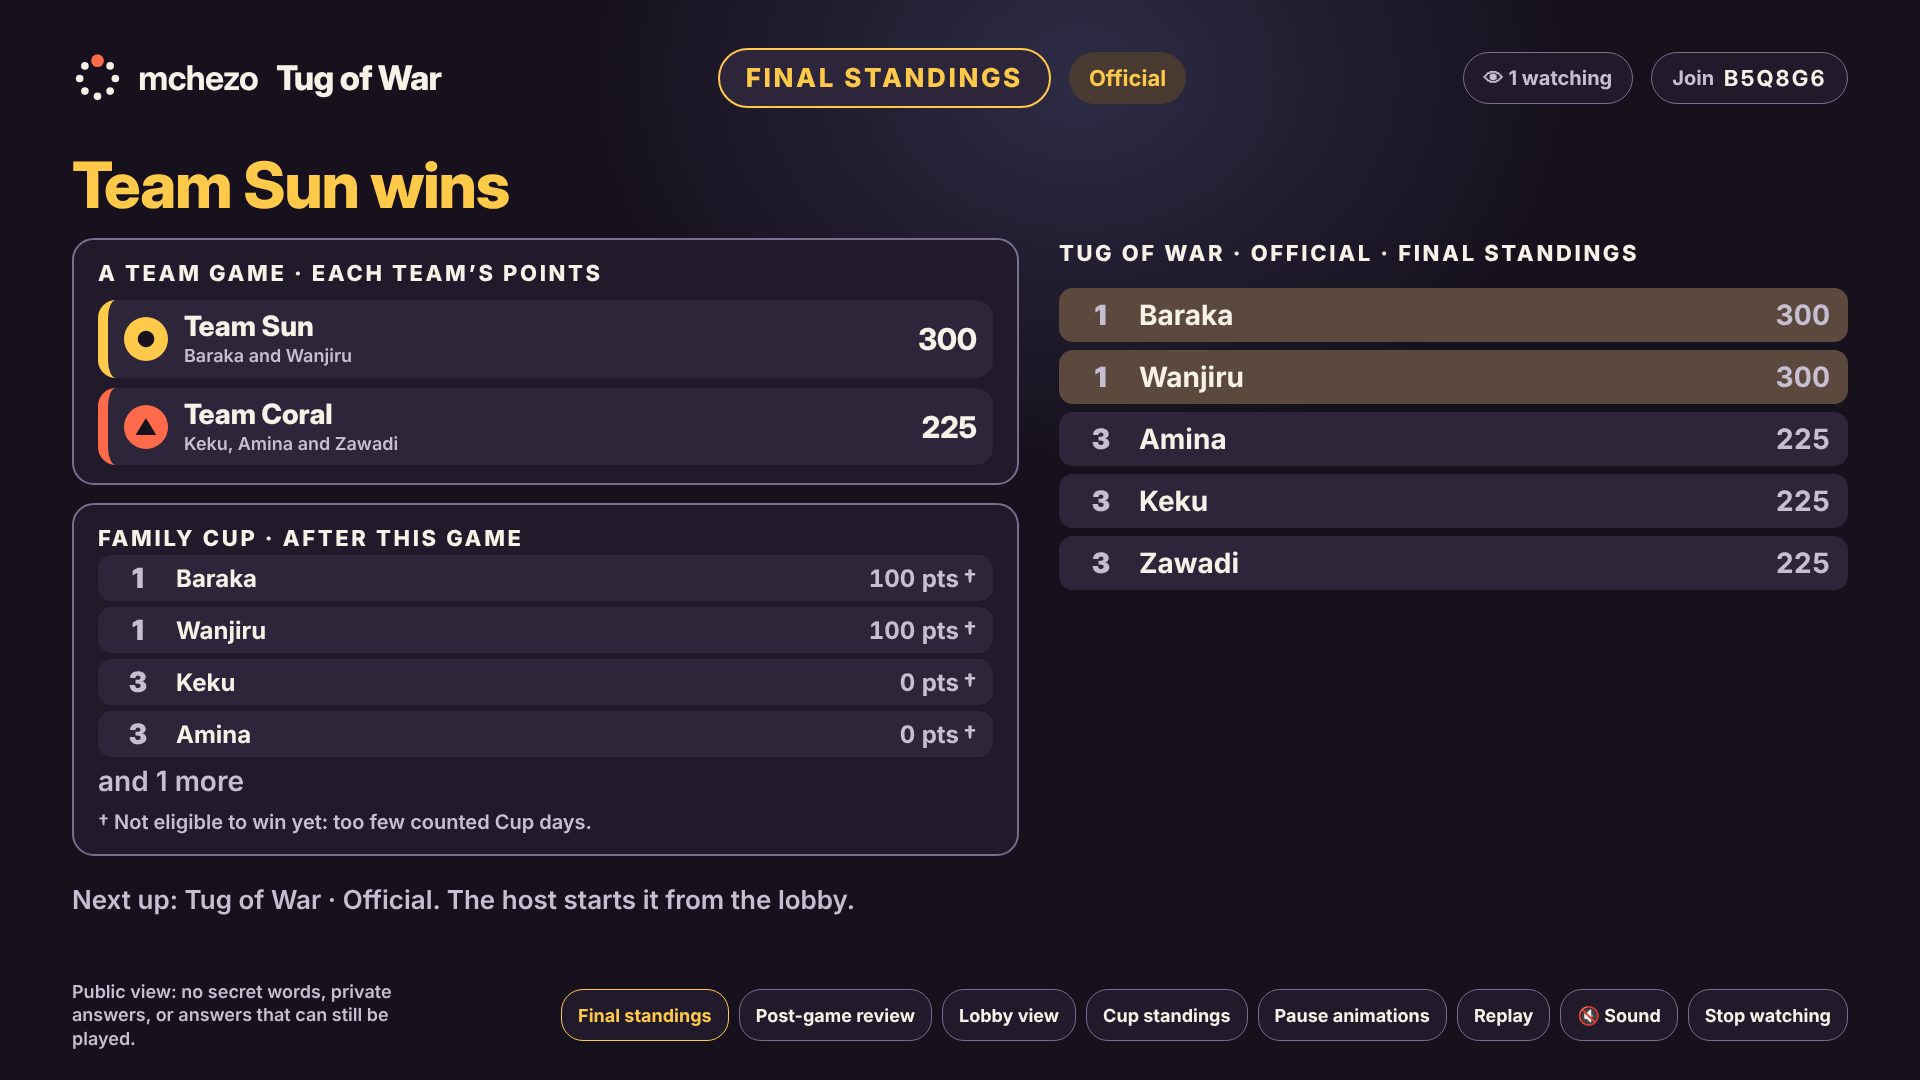 mchezo Tug of War
FINAL STANDINGS
Official
1 watching
Join B5Q8G6
Team Sun wins
A TEAM GAME · EACH TEAM’S POINTS
Team Sun
Baraka and Wanjiru
300
Team Coral
Keku, Amina and Zawadi
225
FAMILY CUP · AFTER THIS GAME
1 Baraka 100 pts †
1 Wanjiru 100 pts †
3 Keku 0 pts †
3 Amina 0 pts †
and 1 more
† Not eligible to win yet: too few counted Cup days.
Next up: Tug of War · Official. The host starts it from the lobby.
TUG OF WAR · OFFICIAL · FINAL STANDINGS
1 Baraka 300
1 Wanjiru 300
3 Amina 225
3 Keku 225
3 Zawadi 225
Public view: no secret words, private
answers, or answers that can still be
played.
Final standings
Post-game review
Lobby view
Cup standings
Pause animations
Replay
Sound
Stop watching